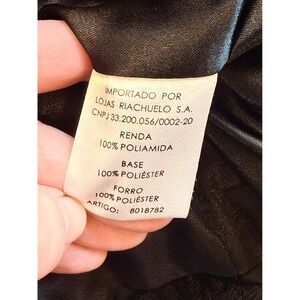 IMPORTADO POR
LOJAS RIACHUELO S.A.
CNPJ 33.200.056/0002-20
RENDA
100% POLIAMIDA
BASE
100% POLIÉSTER
FORRO
100% POLIÉSTER
ARTIGO: 8018782